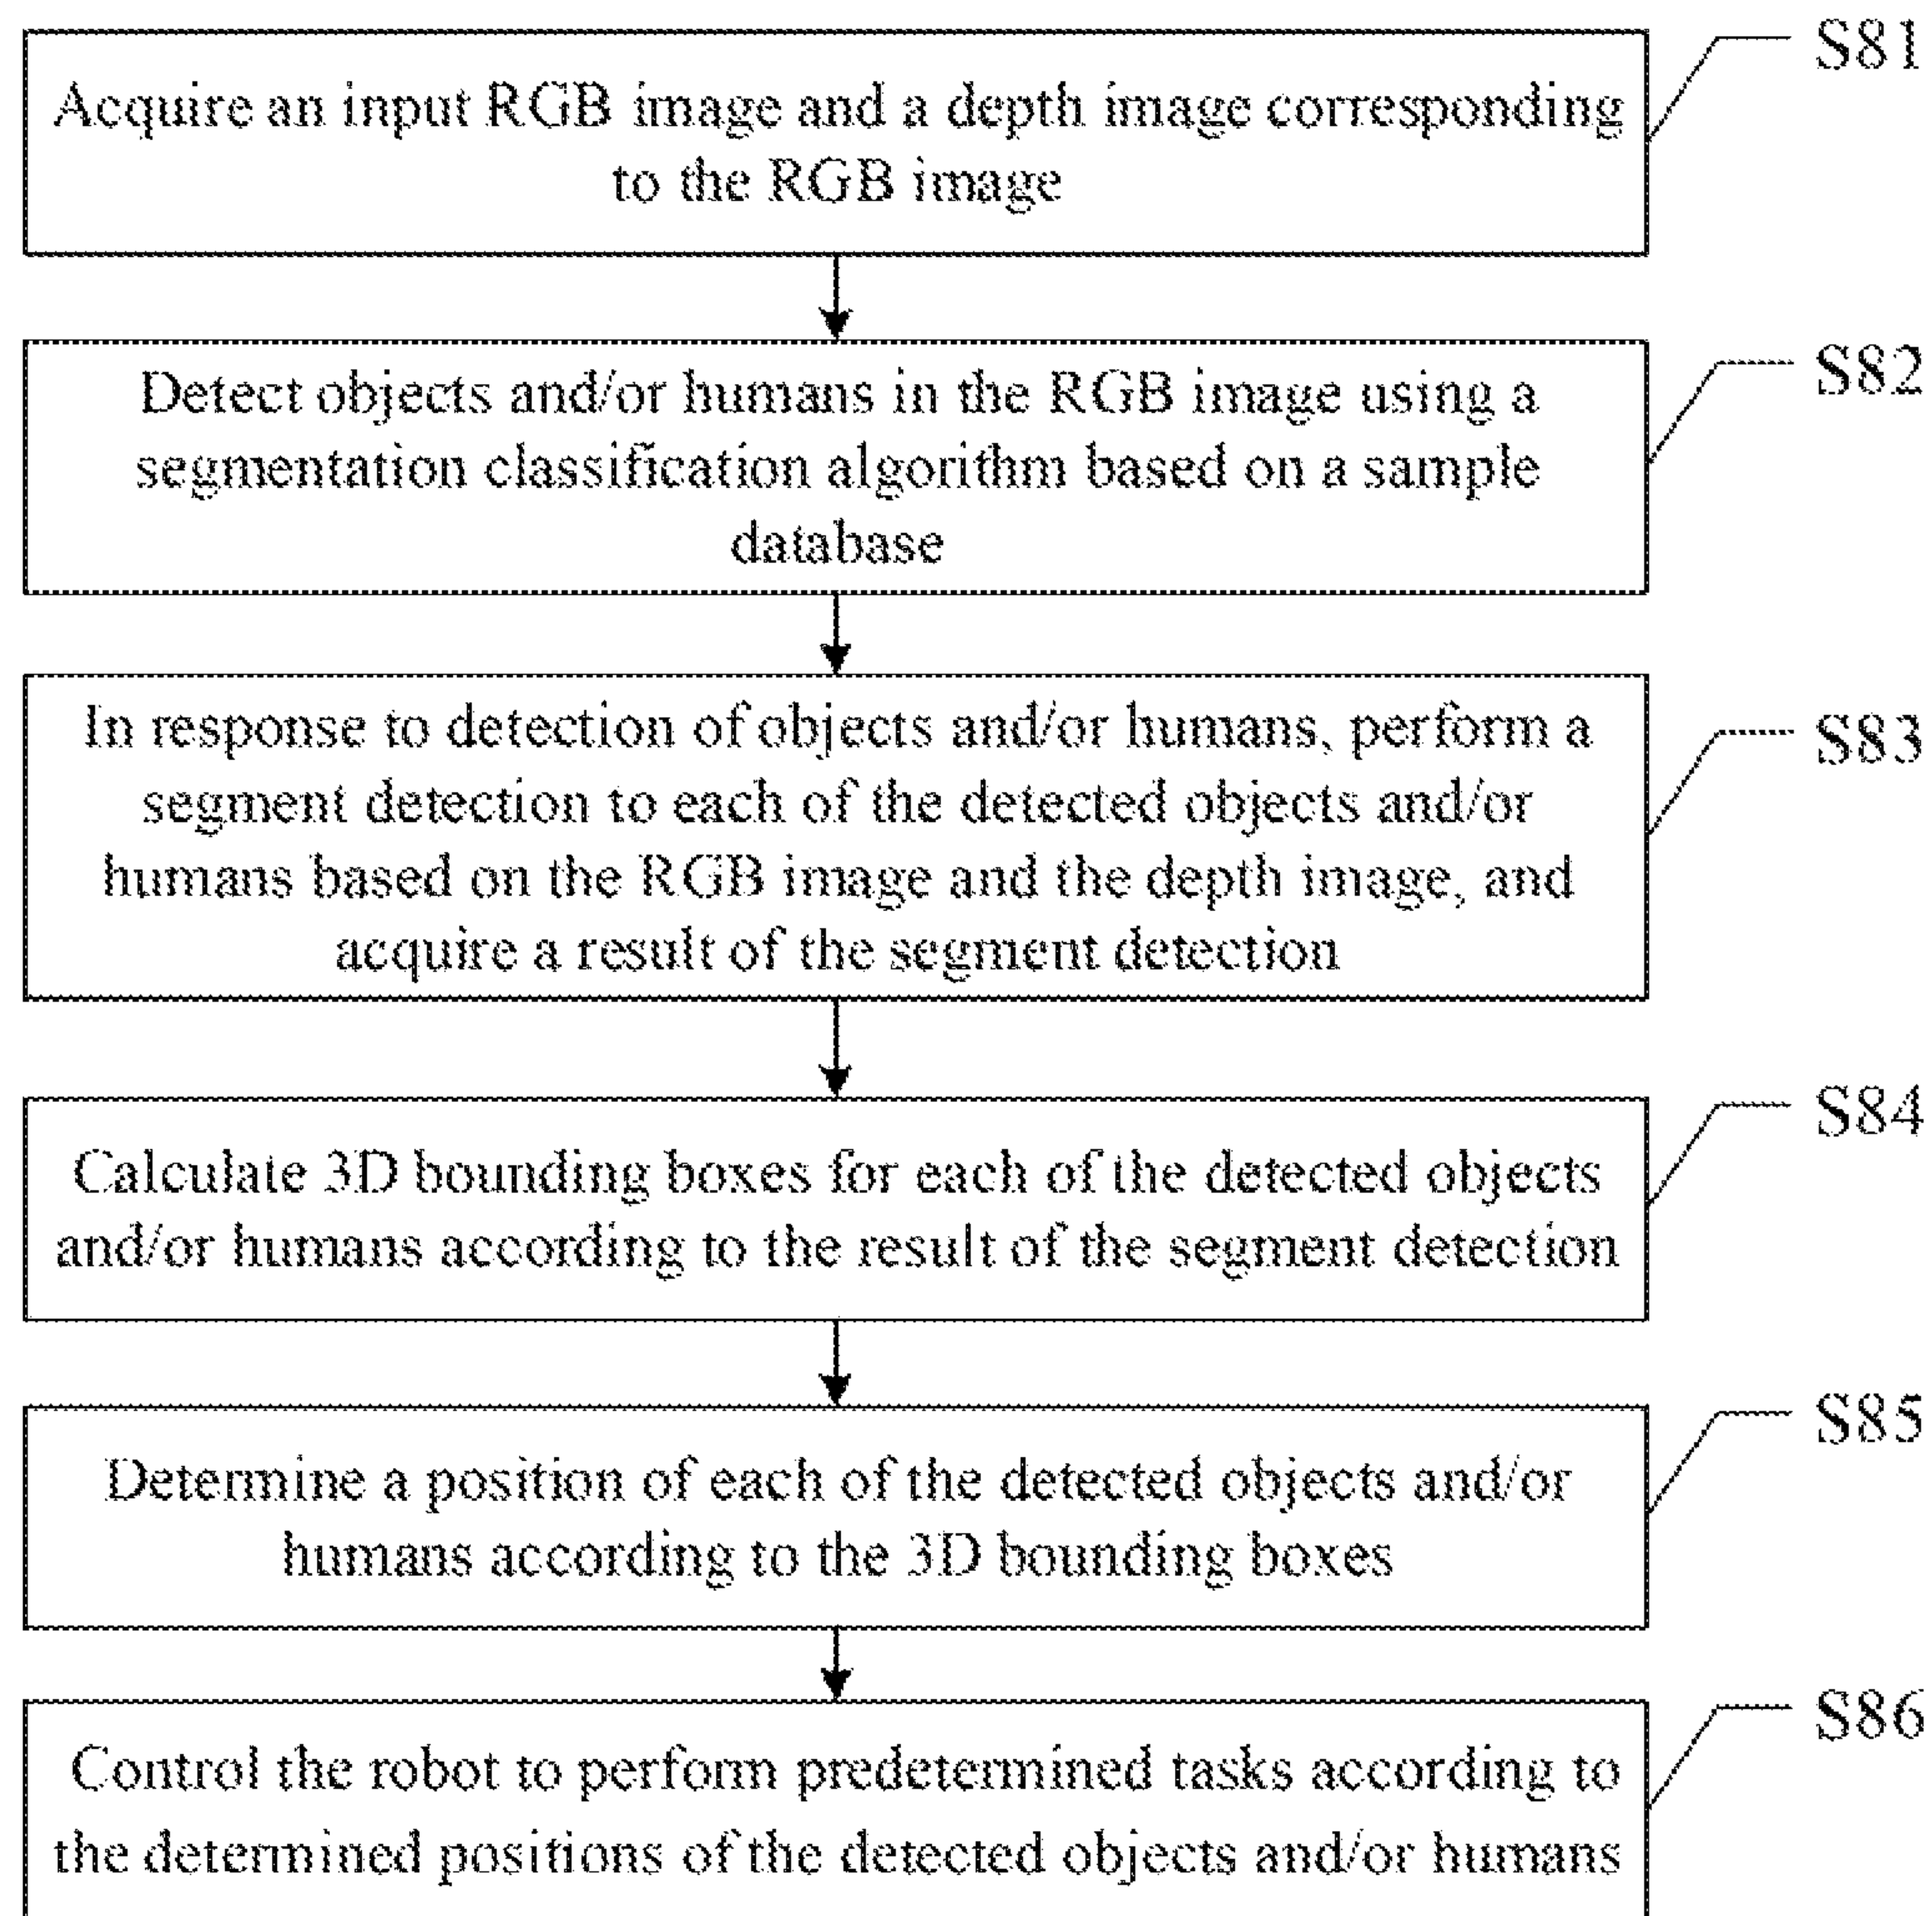 S81
Acquire an input RGB image and a depth image corresponding
to the RGB image
S82
Detect objects and/or humans in the RGB image using a
segmentation classification algorithm based on a sample
database
S83
In response to detection of objects and/or humans, perform a
segment detection to each of the detected objects and/or
humans based on the RGB image and the depth image, and
acquire a result of the segment detection
S84
Calculate 3D bounding boxes for each of the detected objects
and/or humans according to the result of the segment detection
S85
Determine a position of each of the detected objects and/or
humans according to the 3D bounding boxes
S86
Control the robot to perform predetermined tasks according to
the determined positions of the detected objects and/or humans